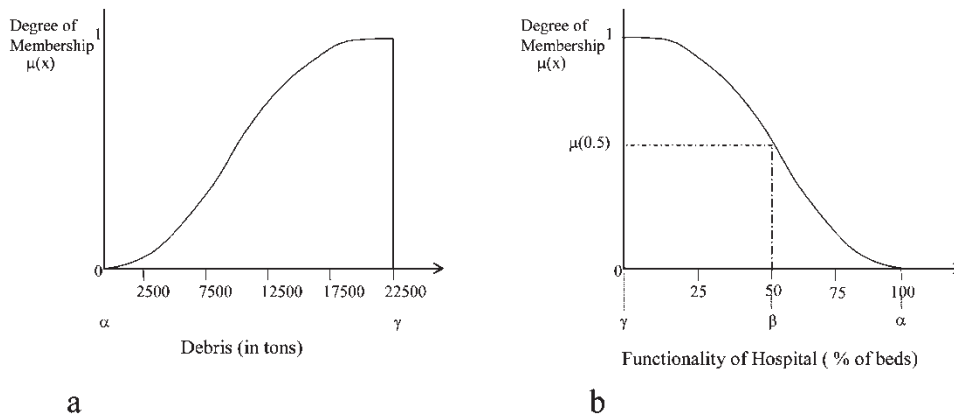 Degree of
Membership
μ(x)
1
0
2500 7500 12500 17500 22500
α γ
Debris (in tons)
a
Degree of
Membership
μ(x)
1
μ(0.5)
0
25 50 75 100
γ β α
Functionality of Hospital ( % of beds)
b